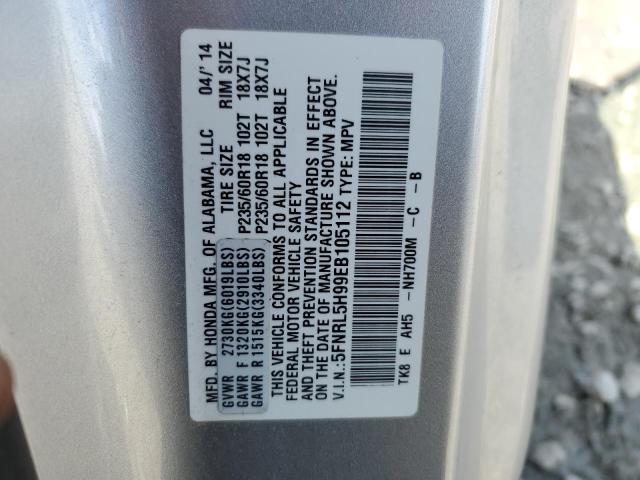 MFD. BY HONDA MFG. OF ALABAMA, LLC 04/'14
TIRE SIZE RIM SIZE
GVWR 2730KG(6019LBS)
GAWR F 1320KG(2910LBS) P235/60R18 102T 18X7J
GAWR R 1515KG(3340LBS) P235/60R18 102T 18X7J
THIS VEHICLE CONFORMS TO ALL APPLICABLE
FEDERAL MOTOR VEHICLE SAFETY
AND THEFT PREVENTION STANDARDS IN EFFECT
ON THE DATE OF MANUFACTURE SHOWN ABOVE.
V.I.N.:5FNRL5H99EB105112 TYPE: MPV
TK8 E AH5 -NH700M -C -B